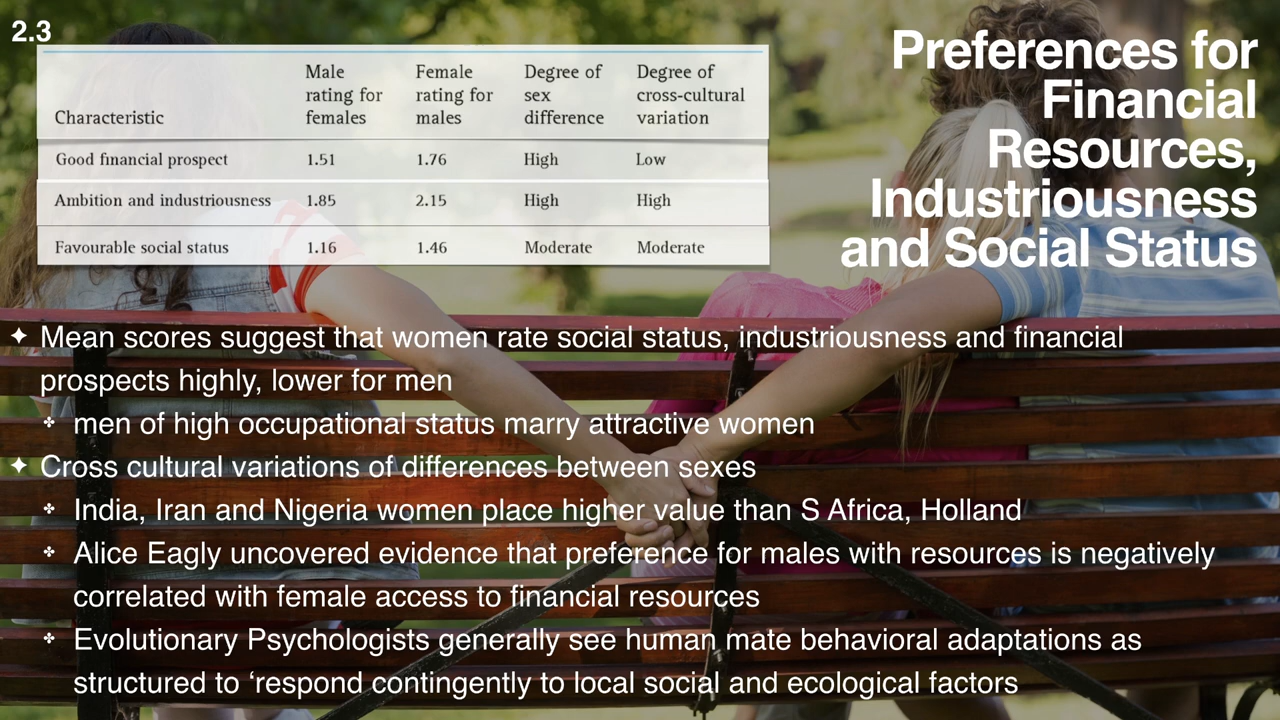 2.3
Preferences for
Financial
Resources,
Industriousness
and Social Status
Characteristic Male rating for females Female rating for males Degree of sex difference Degree of cross-cultural variation
Good financial prospect 1.51 1.76 High Low
Ambition and industriousness 1.85 2.15 High High
Favourable social status 1.16 1.46 Moderate Moderate
✦ Mean scores suggest that women rate social status, industriousness and financial
prospects highly, lower for men
✤ men of high occupational status marry attractive women
✦ Cross cultural variations of differences between sexes
✤ India, Iran and Nigeria women place higher value than S Africa, Holland
✤ Alice Eagly uncovered evidence that preference for males with resources is negatively
correlated with female access to financial resources
✤ Evolutionary Psychologists generally see human mate behavioral adaptations as
structured to ‘respond contingently to local social and ecological factors